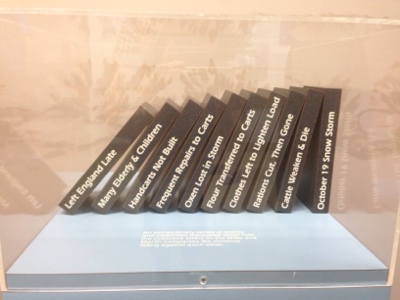 Left England Late
Many Elderly & Children
Handcarts Not Built
Frequent Repairs to Carts
Oxen Lost in Storm
Flour Transferred to Carts
Clothes Left to Lighten Load
Rations Cut, Then Gone
Cattle Weaken & Die
October 19 Snow Storm